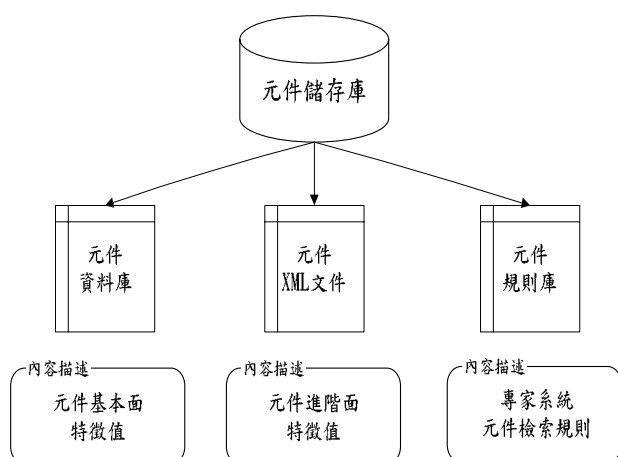 元件儲存庫
元件
資料庫
元件
XML文件
元件
規則庫
內容描述
元件基本面
特徵值
內容描述
元件進階面
特徵值
內容描述
專家系統
元件檢索規則